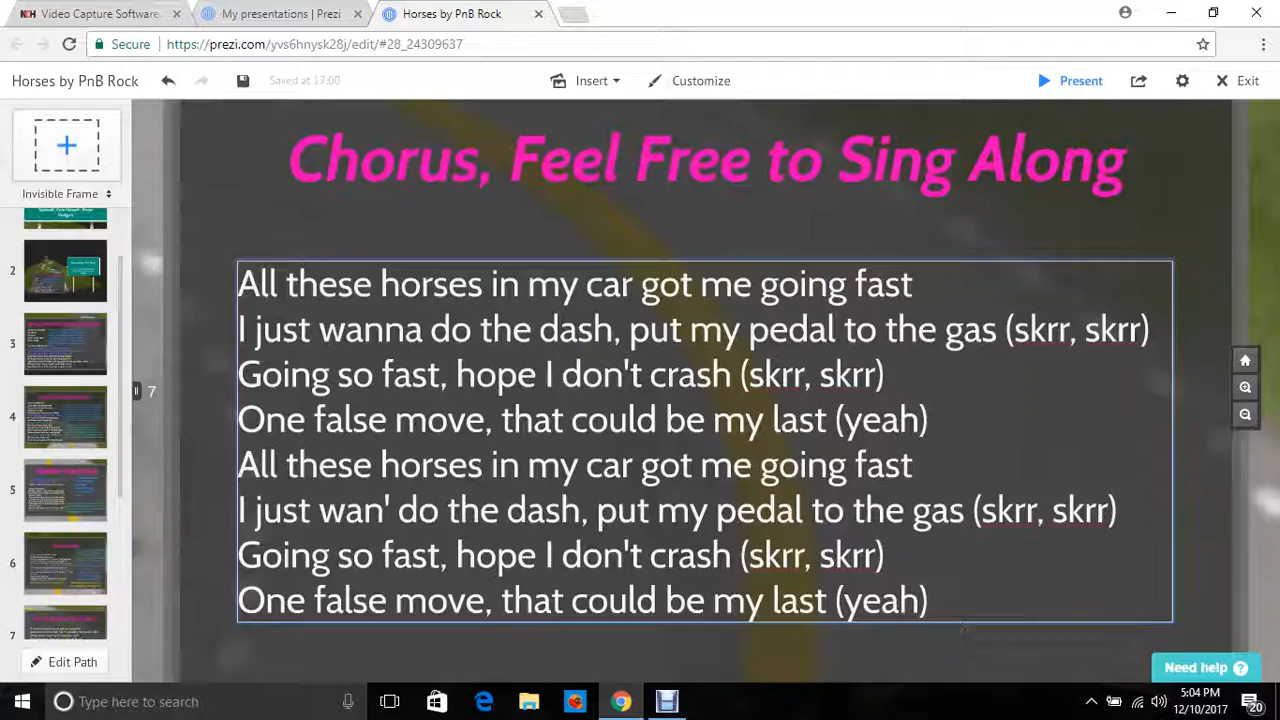 Video Capture Software
My presentations | Prezi
Horses by PnB Rock
Secure
https://prezi.com/yvs6hnysk28j/edit/#28_24309637
Horses by PnB Rock
Saved at 17:00
Insert
Customize
Present
Exit
Invisible Frame
2
3
4
5
6
7
Edit Path
7
Chorus, Feel Free to Sing Along
All these horses in my car got me going fast
I just wanna do the dash, put my pedal to the gas (skrr, skrr)
Going so fast, hope I don't crash (skrr, skrr)
One false move, that could be my last (yeah)
All these horses in my car got me going fast
I just wan' do the dash, put my pedal to the gas (skrr, skrr)
Going so fast, hope I don't crash (skrr, skrr)
One false move, that could be my last (yeah)
Need help ?
Type here to search
5:04 PM
12/10/2017
20